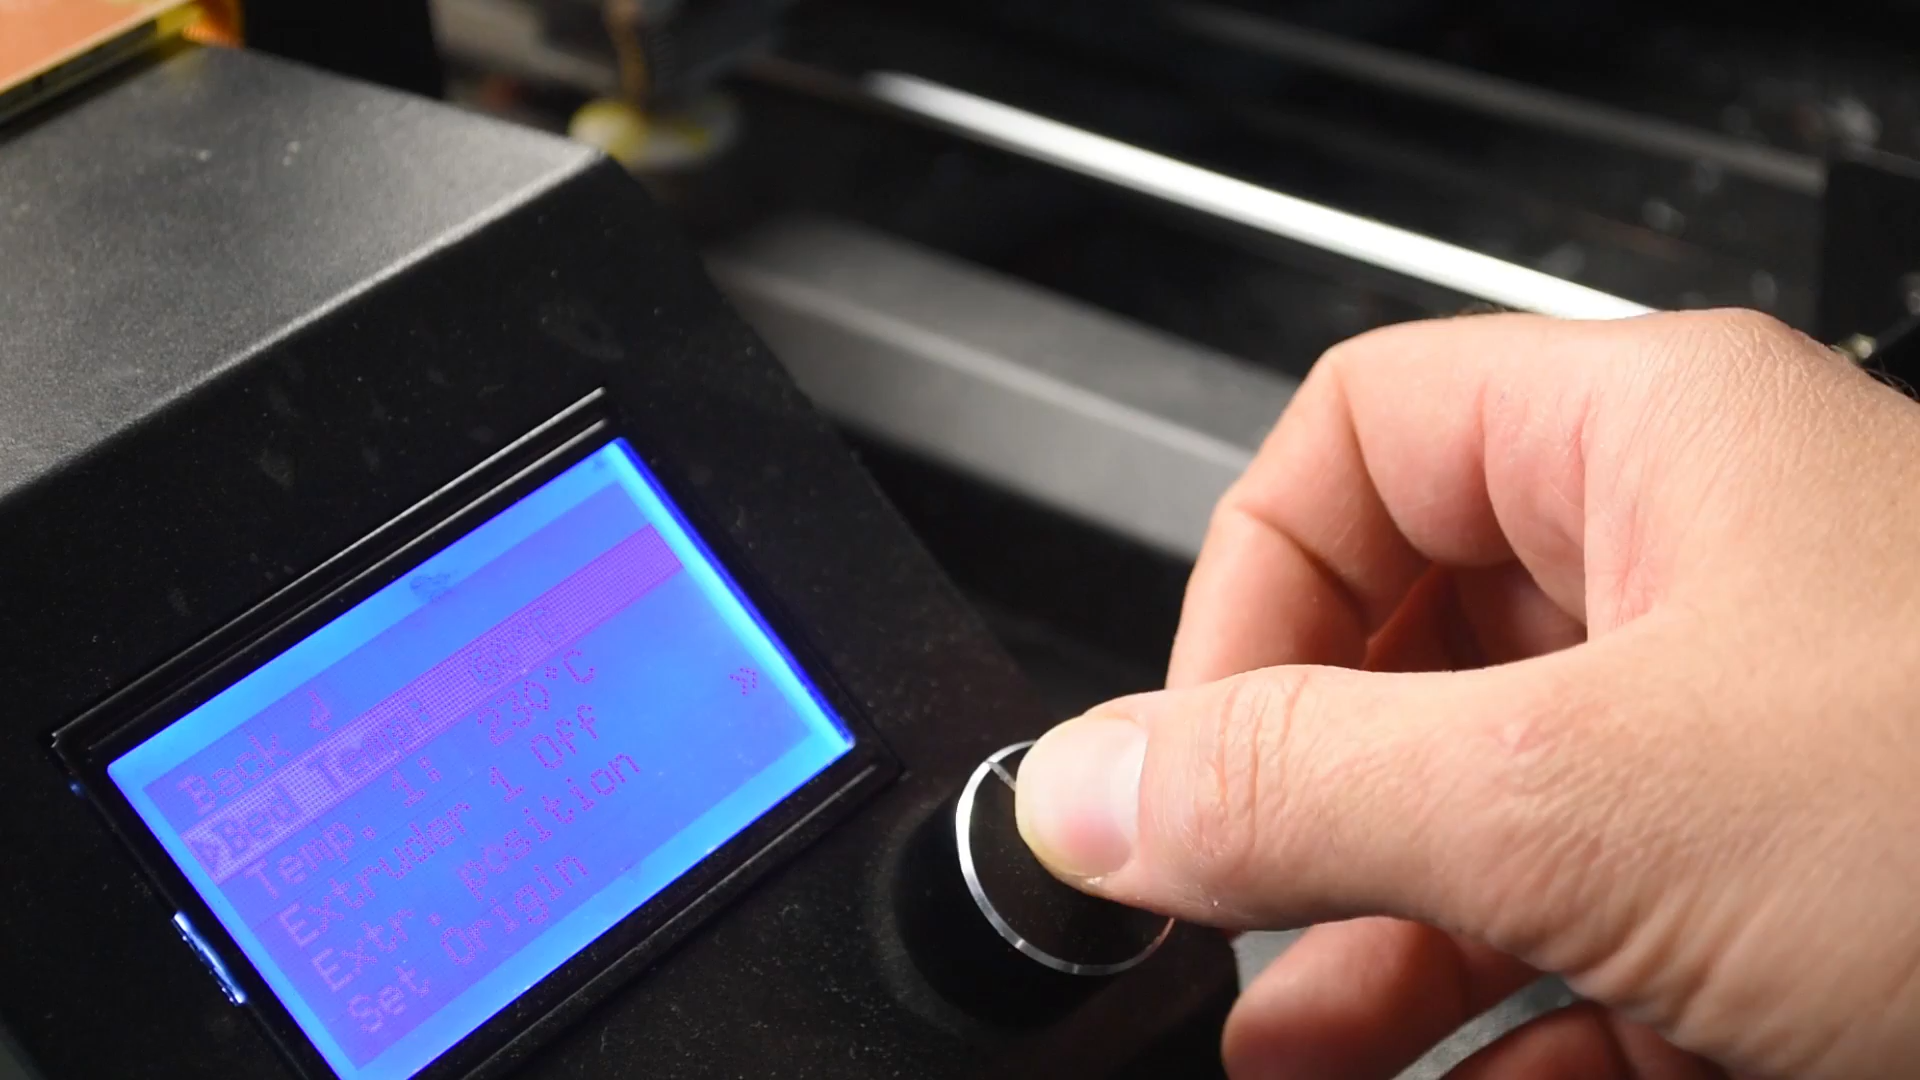 Back
>Bed Temp:
Temp. 1: 230°C
Extruder 1 Off
Extr. position »
Set Origin